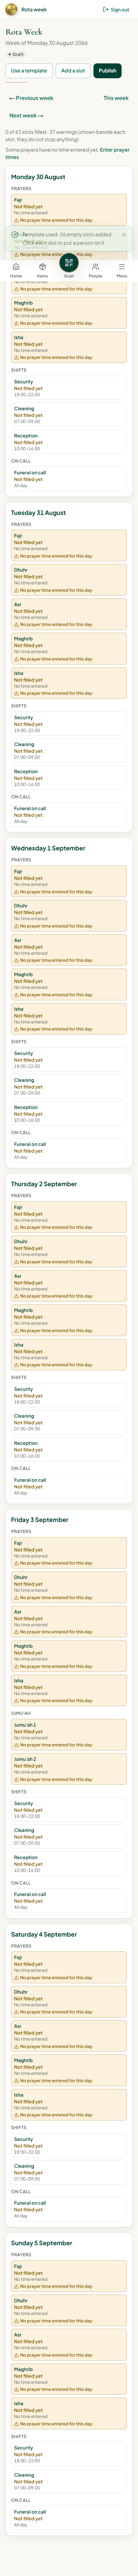 Rota week
Sign out
Rota Week
Week of Monday 30 August 2066
Draft
Use a template
Add a slot
Publish
← Previous week
This week
Next week →
0 of 63 slots filled · 37 warnings (shown beside each slot; they do not stop anything)
Some prayers have no time entered yet. Enter prayer times
Monday 30 August
PRAYERS
Fajr
Not filled yet
No time entered
No prayer time entered for this day
Template used: 26 empty slots added.
Click each slot to put a person on it.
Home
Items
Scan
People
Menu
No prayer time entered for this day
Maghrib
Not filled yet
No time entered
No prayer time entered for this day
Isha
Not filled yet
No time entered
No prayer time entered for this day
SHIFTS
Security
Not filled yet
18:00–22:00
Cleaning
Not filled yet
07:00–09:00
Reception
Not filled yet
10:00–16:00
ON CALL
Funeral on call
Not filled yet
All day
Tuesday 31 August
PRAYERS
Fajr
Not filled yet
No time entered
No prayer time entered for this day
Dhuhr
Not filled yet
No time entered
No prayer time entered for this day
Asr
Not filled yet
No time entered
No prayer time entered for this day
Maghrib
Not filled yet
No time entered
No prayer time entered for this day
Isha
Not filled yet
No time entered
No prayer time entered for this day
SHIFTS
Security
Not filled yet
18:00–22:00
Cleaning
Not filled yet
07:00–09:00
Reception
Not filled yet
10:00–16:00
ON CALL
Funeral on call
Not filled yet
All day
Wednesday 1 September
PRAYERS
Fajr
Not filled yet
No time entered
No prayer time entered for this day
Dhuhr
Not filled yet
No time entered
No prayer time entered for this day
Asr
Not filled yet
No time entered
No prayer time entered for this day
Maghrib
Not filled yet
No time entered
No prayer time entered for this day
Isha
Not filled yet
No time entered
No prayer time entered for this day
SHIFTS
Security
Not filled yet
18:00–22:00
Cleaning
Not filled yet
07:00–09:00
Reception
Not filled yet
10:00–16:00
ON CALL
Funeral on call
Not filled yet
All day
Thursday 2 September
PRAYERS
Fajr
Not filled yet
No time entered
No prayer time entered for this day
Dhuhr
Not filled yet
No time entered
No prayer time entered for this day
Asr
Not filled yet
No time entered
No prayer time entered for this day
Maghrib
Not filled yet
No time entered
No prayer time entered for this day
Isha
Not filled yet
No time entered
No prayer time entered for this day
SHIFTS
Security
Not filled yet
18:00–22:00
Cleaning
Not filled yet
07:00–09:00
Reception
Not filled yet
10:00–16:00
ON CALL
Funeral on call
Not filled yet
All day
Friday 3 September
PRAYERS
Fajr
Not filled yet
No time entered
No prayer time entered for this day
Dhuhr
Not filled yet
No time entered
No prayer time entered for this day
Asr
Not filled yet
No time entered
No prayer time entered for this day
Maghrib
Not filled yet
No time entered
No prayer time entered for this day
Isha
Not filled yet
No time entered
No prayer time entered for this day
JUMU'AH
Jumu'ah 1
Not filled yet
No time entered
No prayer time entered for this day
Jumu'ah 2
Not filled yet
No time entered
No prayer time entered for this day
SHIFTS
Security
Not filled yet
18:00–22:00
Cleaning
Not filled yet
07:00–09:00
Reception
Not filled yet
10:00–16:00
ON CALL
Funeral on call
Not filled yet
All day
Saturday 4 September
PRAYERS
Fajr
Not filled yet
No time entered
No prayer time entered for this day
Dhuhr
Not filled yet
No time entered
No prayer time entered for this day
Asr
Not filled yet
No time entered
No prayer time entered for this day
Maghrib
Not filled yet
No time entered
No prayer time entered for this day
Isha
Not filled yet
No time entered
No prayer time entered for this day
SHIFTS
Security
Not filled yet
18:00–22:00
Cleaning
Not filled yet
07:00–09:00
ON CALL
Funeral on call
Not filled yet
All day
Sunday 5 September
PRAYERS
Fajr
Not filled yet
No time entered
No prayer time entered for this day
Dhuhr
Not filled yet
No time entered
No prayer time entered for this day
Asr
Not filled yet
No time entered
No prayer time entered for this day
Maghrib
Not filled yet
No time entered
No prayer time entered for this day
Isha
Not filled yet
No time entered
No prayer time entered for this day
SHIFTS
Security
Not filled yet
18:00–22:00
Cleaning
Not filled yet
07:00–09:00
ON CALL
Funeral on call
Not filled yet
All day